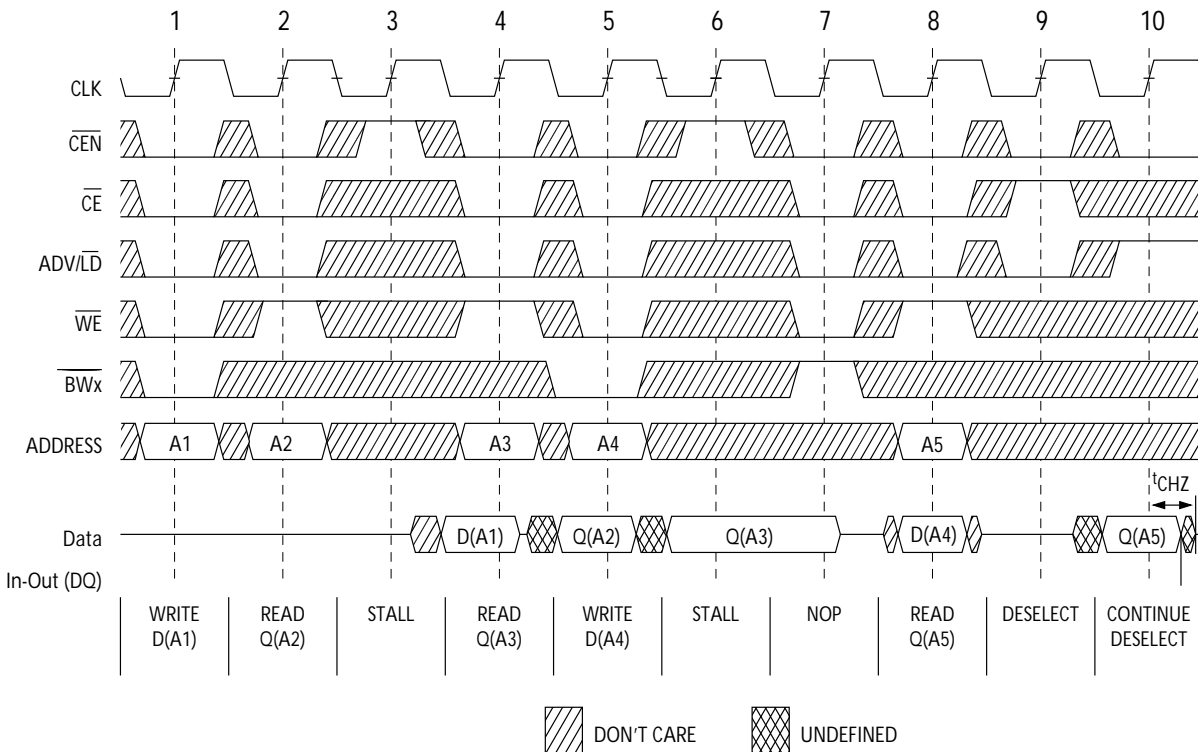 1 2 3 4 5 6 7 8 9 10
CLK
CEN
CE
ADV/LD
WE
BWx
ADDRESS A1 A2 A3 A4 A5
tCHZ
Data D(A1) Q(A2) Q(A3) D(A4) Q(A5)
In-Out (DQ)
WRITE READ STALL READ WRITE STALL NOP READ DESELECT CONTINUE
D(A1) Q(A2) Q(A3) D(A4) Q(A5) DESELECT
DON'T CARE UNDEFINED